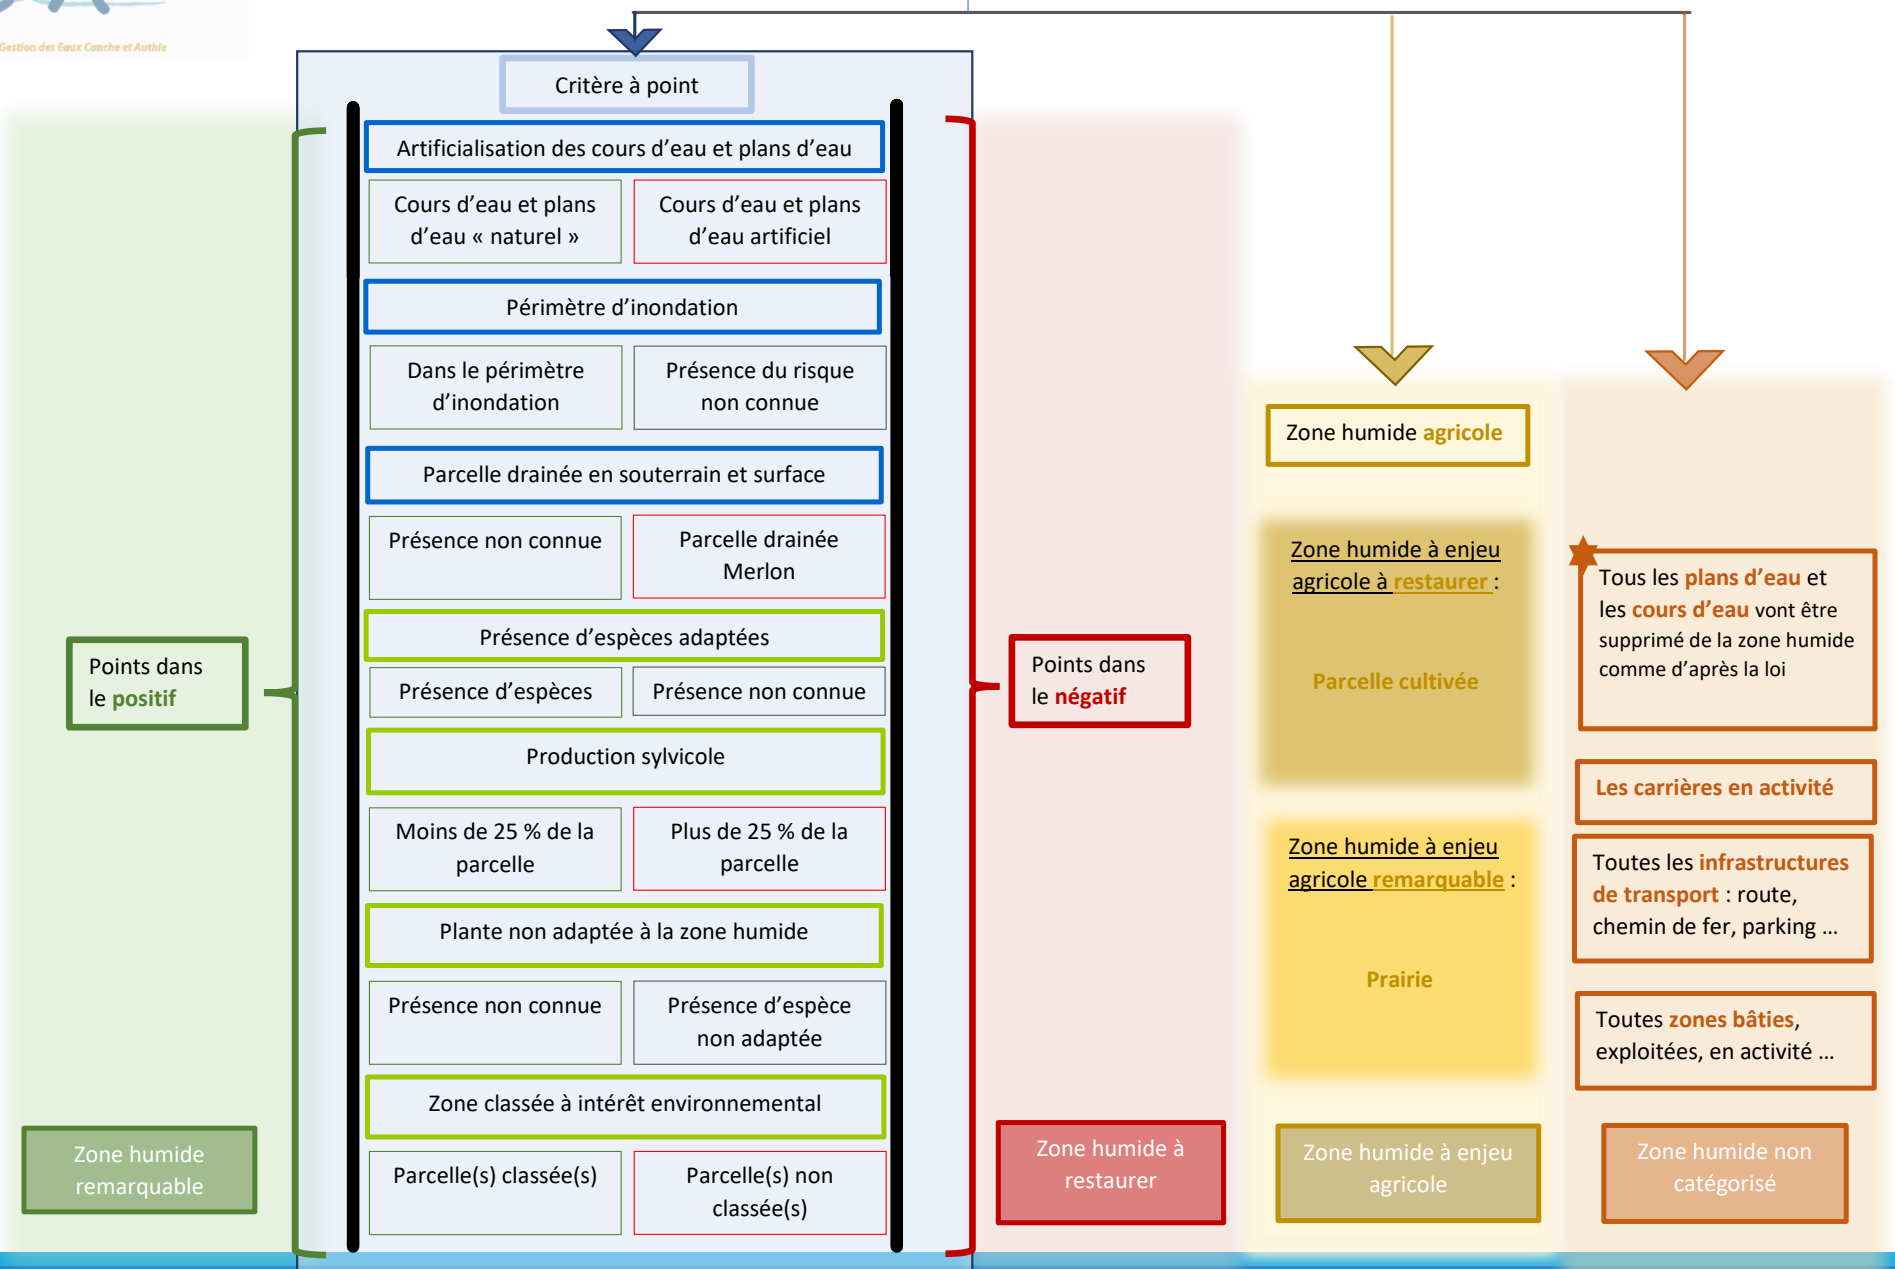 Gestion des Eaux Canche et Authie
Critère à point
Artificialisation des cours d'eau et plans d'eau
Cours d'eau et plans
d'eau « naturel »
Cours d'eau et plans
d'eau artificiel
Périmètre d'inondation
Dans le périmètre
d'inondation
Présence du risque
non connue
Parcelle drainée en souterrain et surface
Présence non connue
Parcelle drainée
Merlon
Présence d'espèces adaptées
Présence d'espèces
Présence non connue
Production sylvicole
Moins de 25 % de la
parcelle
Plus de 25 % de la
parcelle
Plante non adaptée à la zone humide
Présence non connue
Présence d'espèce
non adaptée
Zone classée à intérêt environnemental
Parcelle(s) classée(s)
Parcelle(s) non
classée(s)
Points dans
le positif
Zone humide
remarquable
Points dans
le négatif
Zone humide à
restaurer
Zone humide agricole
Zone humide à enjeu
agricole à restaurer :
Parcelle cultivée
Zone humide à enjeu
agricole remarquable :
Prairie
Zone humide à enjeu
agricole
Tous les plans d'eau et
les cours d'eau vont être
supprimé de la zone humide
comme d'après la loi
Les carrières en activité
Toutes les infrastructures
de transport : route,
chemin de fer, parking ...
Toutes zones bâties,
exploitées, en activité ...
Zone humide non
catégorisé